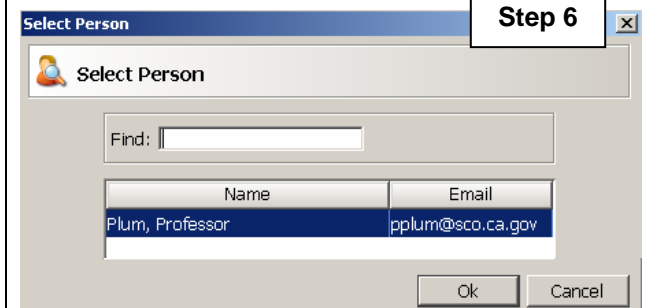 Select Person
Step 6
Select Person
Find:
Name Email
Plum, Professor pplum@sco.ca.gov
Ok Cancel